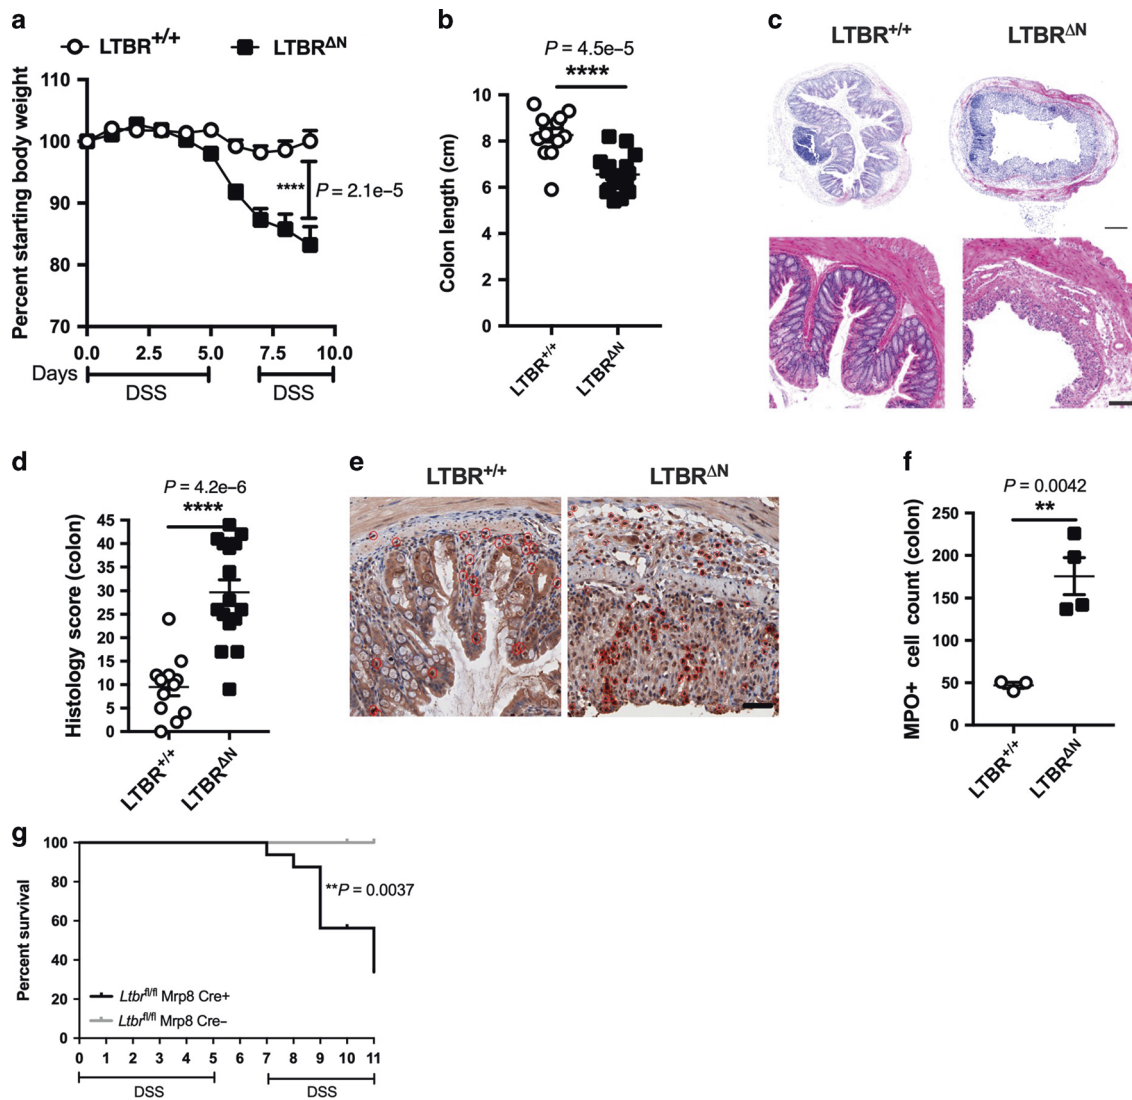 a
LTBR+/+ LTBRΔN
Percent starting body weight
110
100
90
80
70
**** P = 2.1e–5
0.0 2.5 5.0 7.5 10.0
Days
DSS DSS
b
P = 4.5e–5
****
Colon length (cm)
10
8
6
4
2
0
LTBR+/+ LTBRΔN
c
LTBR+/+ LTBRΔN
d
P = 4.2e–6
****
Histology score (colon)
45
40
35
30
25
20
15
10
5
0
LTBR+/+ LTBRΔN
e
LTBR+/+ LTBRΔN
f
P = 0.0042
**
MPO+ cell count (colon)
250
200
150
100
50
0
LTBR+/+ LTBRΔN
g
Percent survival
100
80
60
40
20
0
**P = 0.0037
Ltbrfl/fl Mrp8 Cre+
Ltbrfl/fl Mrp8 Cre–
0 1 2 3 4 5 6 7 8 9 10 11
DSS DSS